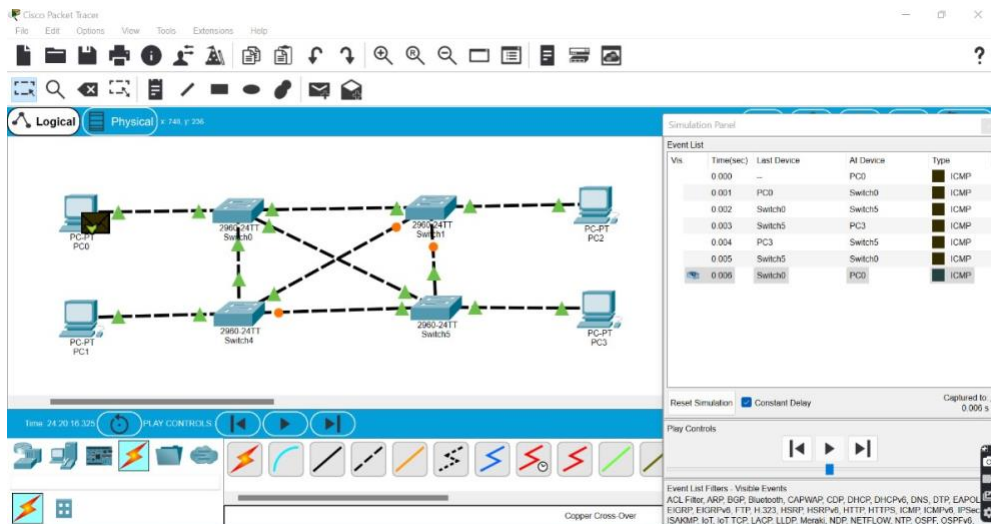 Cisco Packet Tracer
File Edit Options View Tools Extensions Help
?
Logical Physical x: 748, y: 236
PC-PT
PC0
2960-24TT
Switch0
2960-24TT
Switch1
PC-PT
PC2
PC-PT
PC1
2960-24TT
Switch4
2960-24TT
Switch5
PC-PT
PC3
Time: 24:20:16.325 PLAY CONTROLS
Copper Cross-Over
Simulation Panel
Event List
Vis. Time(sec) Last Device At Device Type
0.000 -- PC0 ICMP
0.001 PC0 Switch0 ICMP
0.002 Switch0 Switch5 ICMP
0.003 Switch5 PC3 ICMP
0.004 PC3 Switch5 ICMP
0.005 Switch5 Switch0 ICMP
0.006 Switch0 PC0 ICMP
Reset Simulation Constant Delay Captured to:
0.006 s
Play Controls
Event List Filters - Visible Events
ACL Filter, ARP, BGP, Bluetooth, CAPWAP, CDP, DHCP, DHCPv6, DNS, DTP, EAPOL
EIGRP, EIGRPv6, FTP, H.323, HSRP, HSRPv6, HTTP, HTTPS, ICMP, ICMPv6, IPSec
ISAKMP, IoT, IoT TCP, LACP, LLDP, Meraki, NDP, NETFLOW, NTP, OSPF, OSPFv6,